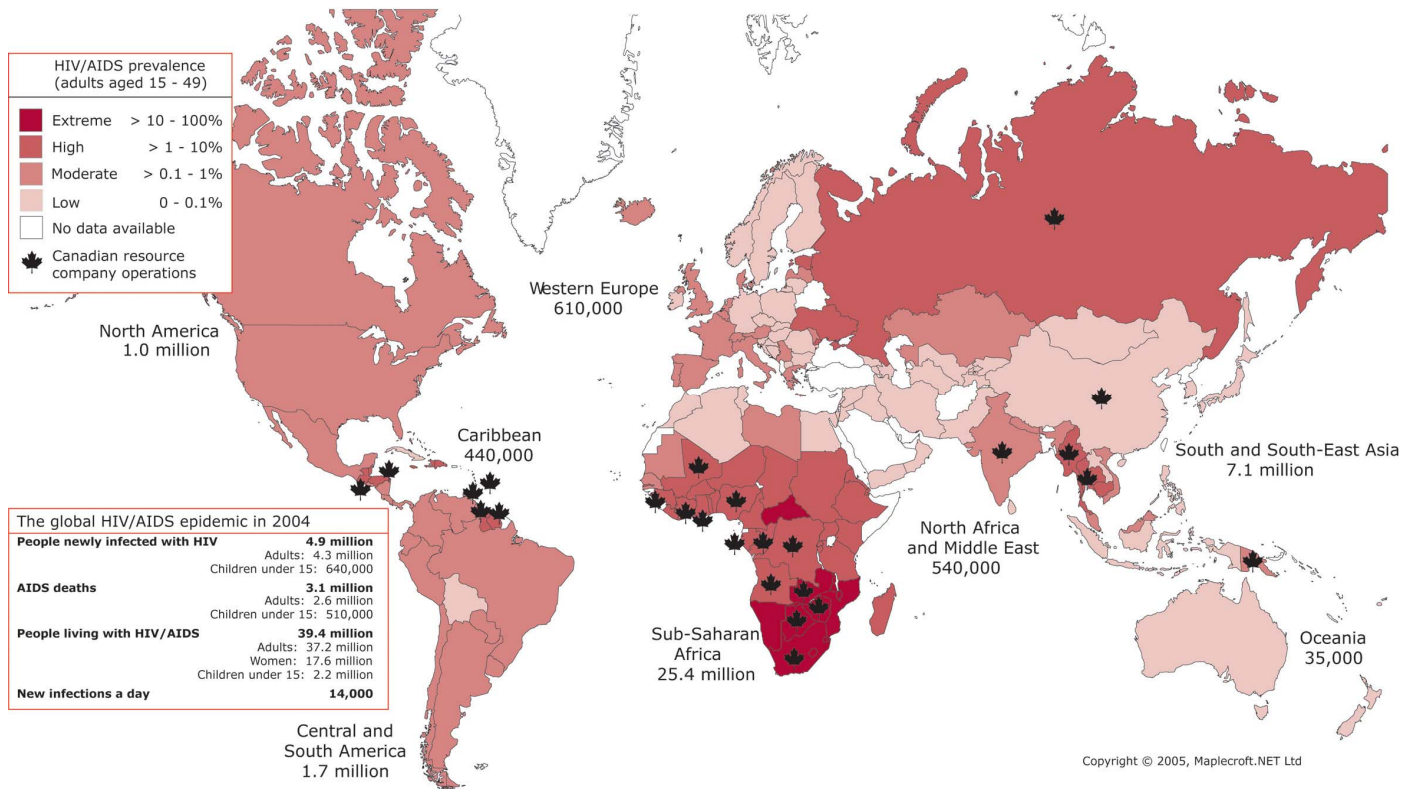 HIV/AIDS prevalence
(adults aged 15 - 49)
Extreme > 10 - 100%
High > 1 - 10%
Moderate > 0.1 - 1%
Low 0 - 0.1%
No data available
Canadian resource
company operations
North America
1.0 million
Western Europe
610,000
Caribbean
440,000
South and South-East Asia
7.1 million
North Africa
and Middle East
540,000
Sub-Saharan
Africa
25.4 million
Oceania
35,000
The global HIV/AIDS epidemic in 2004
People newly infected with HIV 4.9 million
Adults: 4.3 million
Children under 15: 640,000
AIDS deaths 3.1 million
Adults: 2.6 million
Children under 15: 510,000
People living with HIV/AIDS 39.4 million
Adults: 37.2 million
Women: 17.6 million
Children under 15: 2.2 million
New infections a day 14,000
Central and
South America
1.7 million
Copyright © 2005, Maplecroft.NET Ltd